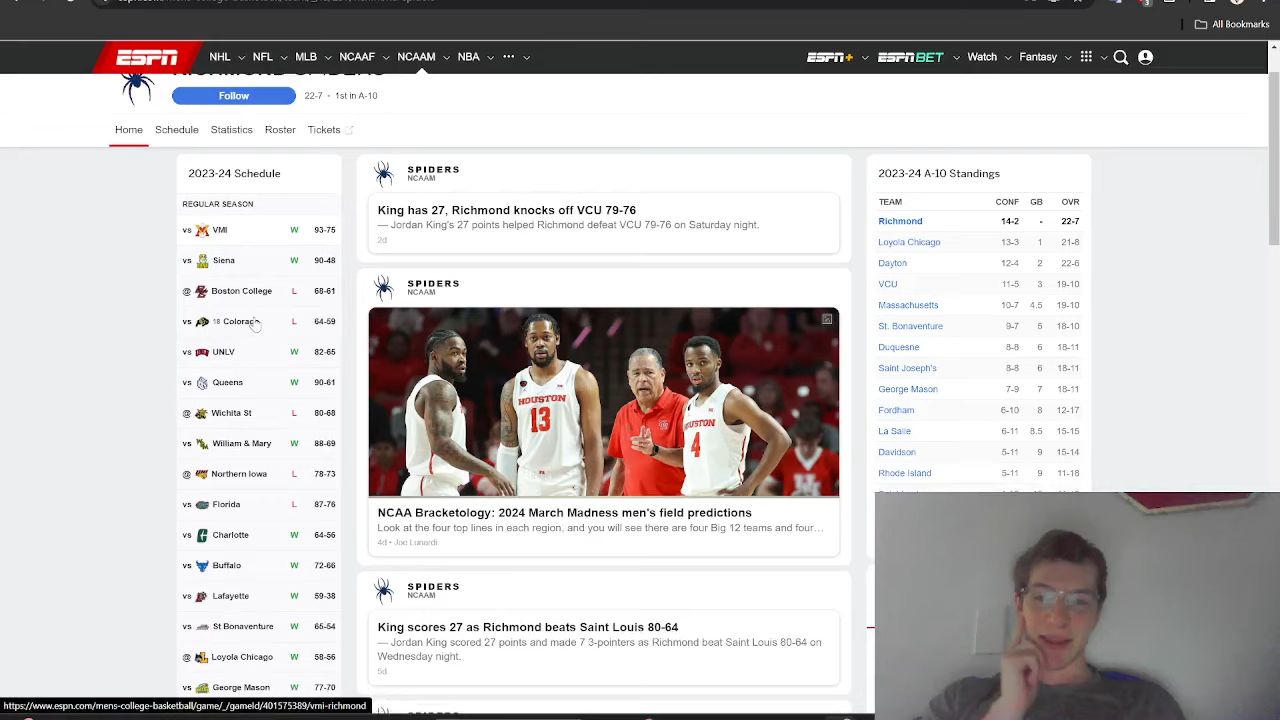 All Bookmarks
ESPN NHL NFL MLB NCAAF NCAAM NBA ESPN+ ESPN BET Watch Fantasy
RICHMOND SPIDERS
Follow 22-7 • 1st in A-10
Home Schedule Statistics Roster Tickets
2023-24 Schedule
REGULAR SEASON
vs VMI W 93-75
vs Siena W 90-48
@ Boston College L 68-61
vs 18 Colorado L 64-59
vs UNLV W 82-65
vs Queens W 90-61
@ Wichita St L 80-68
vs William & Mary W 88-69
@ Northern Iowa L 78-73
vs Florida L 87-76
vs Charlotte W 64-56
vs Buffalo W 72-66
vs Lafayette W 59-38
vs St Bonaventure W 65-54
@ Loyola Chicago W 58-56
vs George Mason W 77-70
SPIDERS
NCAAM
King has 27, Richmond knocks off VCU 79-76
— Jordan King's 27 points helped Richmond defeat VCU 79-76 on Saturday night.
2d
SPIDERS
NCAAM
HOUSTON
13
HOUSTON
4
NCAA Bracketology: 2024 March Madness men's field predictions
Look at the four top lines in each region, and you will see there are four Big 12 teams and four...
4d • Joe Lunardi
SPIDERS
NCAAM
King scores 27 as Richmond beats Saint Louis 80-64
— Jordan King scored 27 points and made 7 3-pointers as Richmond beat Saint Louis 80-64 on
Wednesday night.
5d
2023-24 A-10 Standings
TEAM CONF GB OVR
Richmond 14-2 - 22-7
Loyola Chicago 13-3 1 21-8
Dayton 12-4 2 22-6
VCU 11-5 3 19-10
Massachusetts 10-7 4.5 19-10
St. Bonaventure 9-7 5 18-10
Duquesne 8-8 6 18-11
Saint Joseph's 8-8 6 18-11
George Mason 7-9 7 18-11
Fordham 6-10 8 12-17
La Salle 6-11 8.5 15-15
Davidson 5-11 9 15-14
Rhode Island 5-11 9 11-18
https://www.espn.com/mens-college-basketball/game/_/gameId/401575389/vmi-richmond